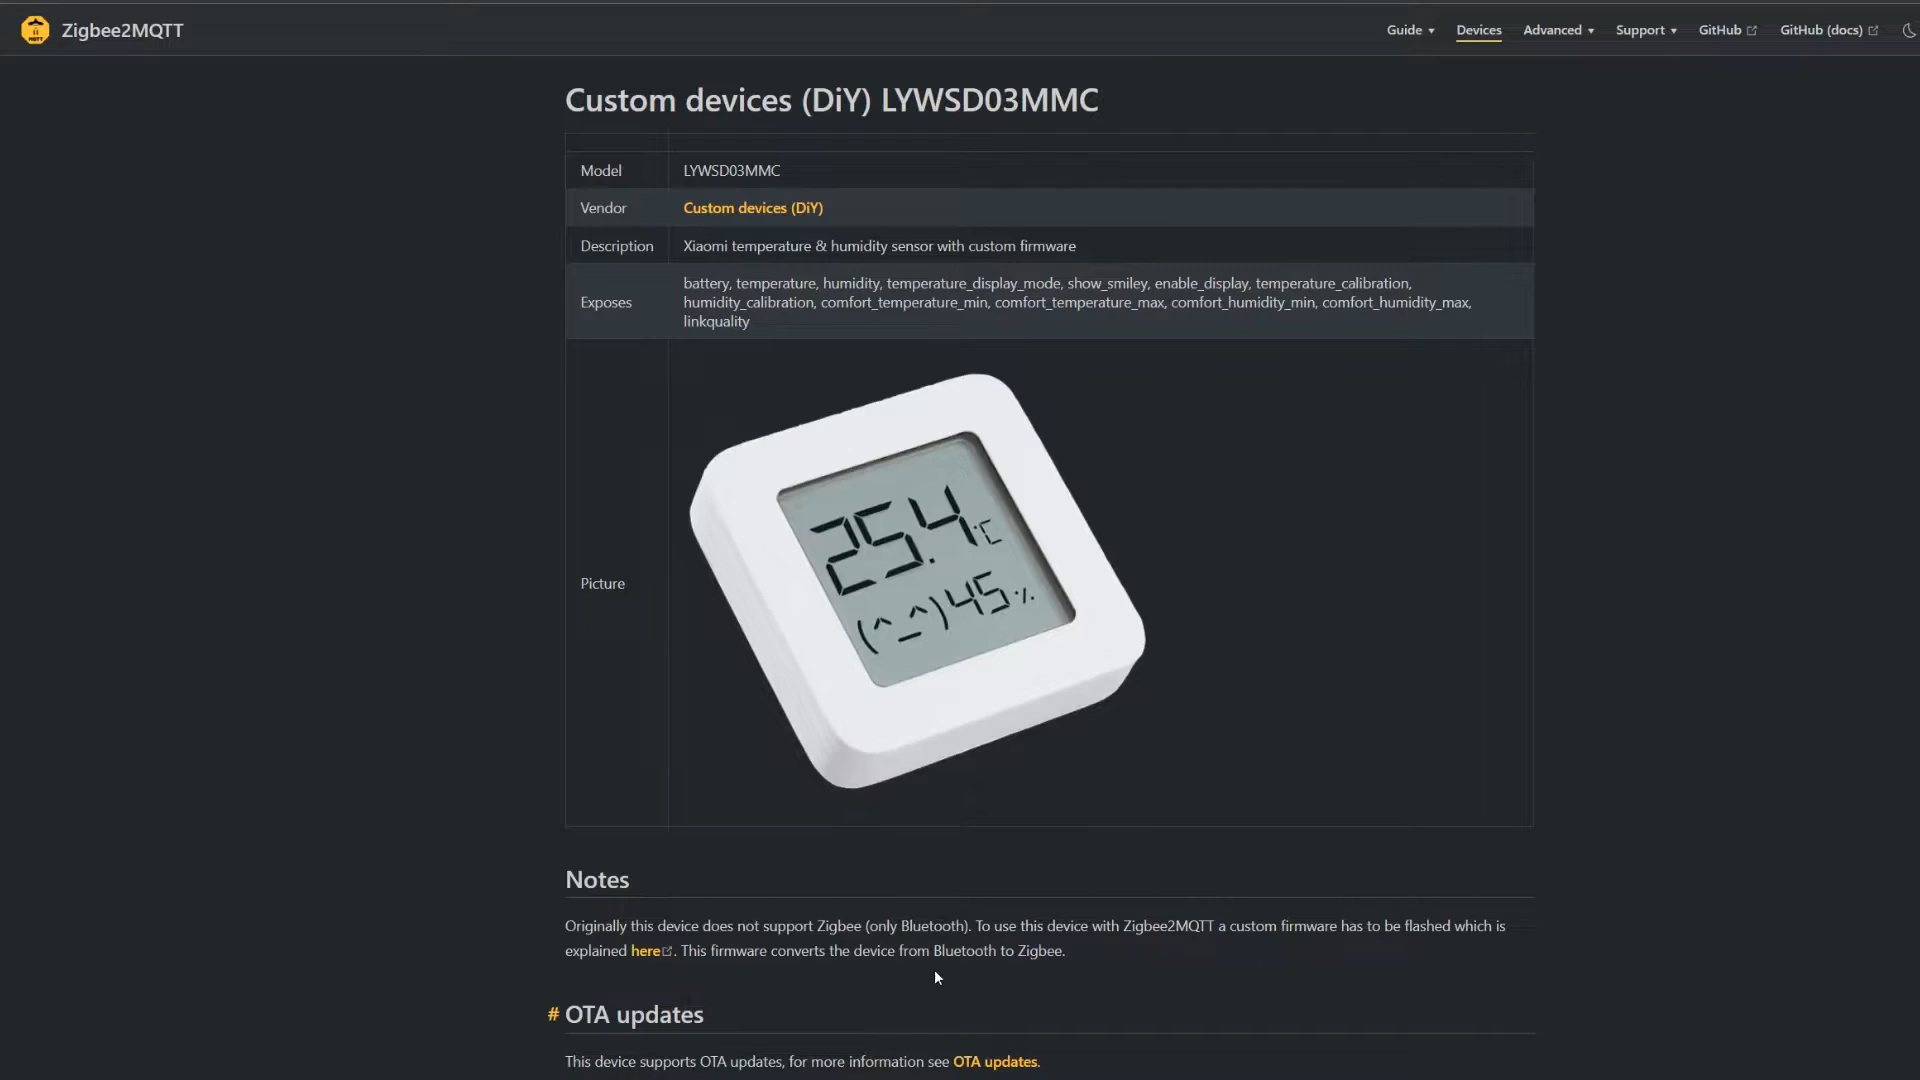 Zigbee2MQTT
Guide
Devices
Advanced
Support
GitHub
GitHub (docs)
Custom devices (DiY) LYWSD03MMC
Model LYWSD03MMC
Vendor Custom devices (DiY)
Description Xiaomi temperature & humidity sensor with custom firmware
Exposes
battery, temperature, humidity, temperature_display_mode, show_smiley, enable_display, temperature_calibration,
humidity_calibration, comfort_temperature_min, comfort_temperature_max, comfort_humidity_min, comfort_humidity_max,
linkquality
Picture
25.4°C
(^_^) 45%
Notes
Originally this device does not support Zigbee (only Bluetooth). To use this device with Zigbee2MQTT a custom firmware has to be flashed which is
explained here. This firmware converts the device from Bluetooth to Zigbee.
# OTA updates
This device supports OTA updates, for more information see OTA updates.